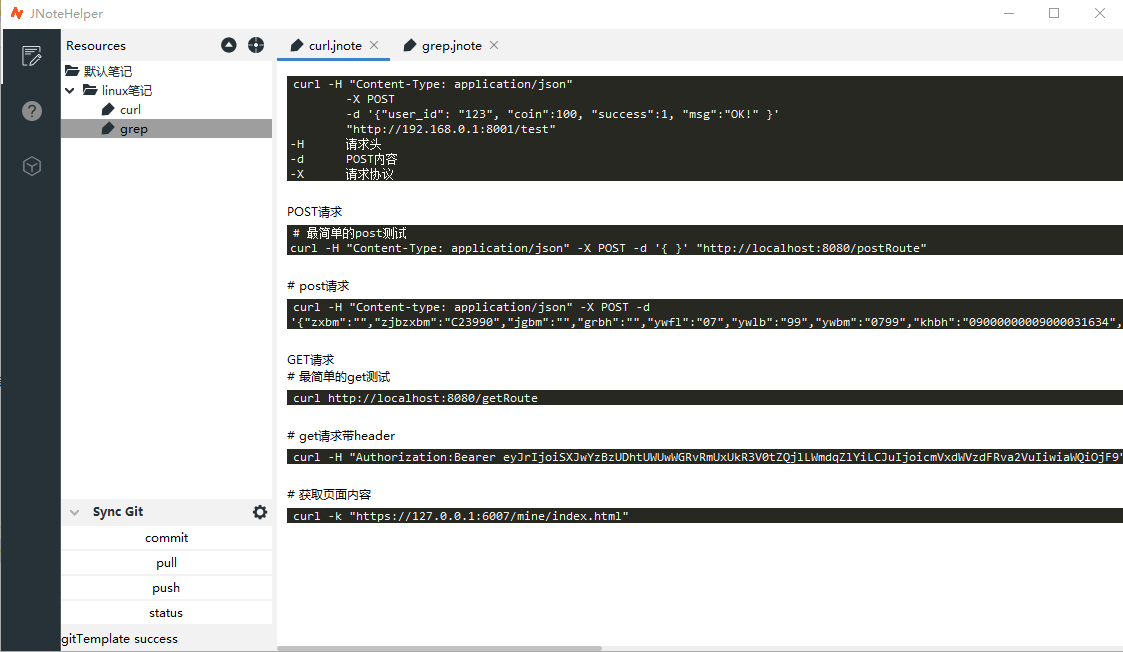 JNoteHelper
Resources
默认笔记
linux笔记
curl
grep
Sync Git
commit
pull
push
status
gitTemplate success
curl.jnote
grep.jnote
curl -H "Content-Type: application/json"
-X POST
-d '{"user_id": "123", "coin":100, "success":1, "msg":"OK!" }'
"http://192.168.0.1:8001/test"
-H 请求头
-d POST内容
-X 请求协议
POST请求
# 最简单的post测试
curl -H "Content-Type: application/json" -X POST -d '{ }' "http://localhost:8080/postRoute"
# post请求
curl -H "Content-type: application/json" -X POST -d
'{"zxbm":"","zjbzxbm":"C23990","jgbm":"","grbh":"","ywfl":"07","ywlb":"99","ywbm":"0799","khbh":"09000000009000031634",
GET请求
# 最简单的get测试
curl http://localhost:8080/getRoute
# get请求带header
curl -H "Authorization:Bearer eyJrIjoiSXJwYzBzUDhtUWUwWGRvRmUxUkR3V0tZQjlLWmdqZlYiLCJuIjoicmVxdWVzdFRva2VuIiwiaWQiOjF9"
# 获取页面内容
curl -k "https://127.0.0.1:6007/mine/index.html"